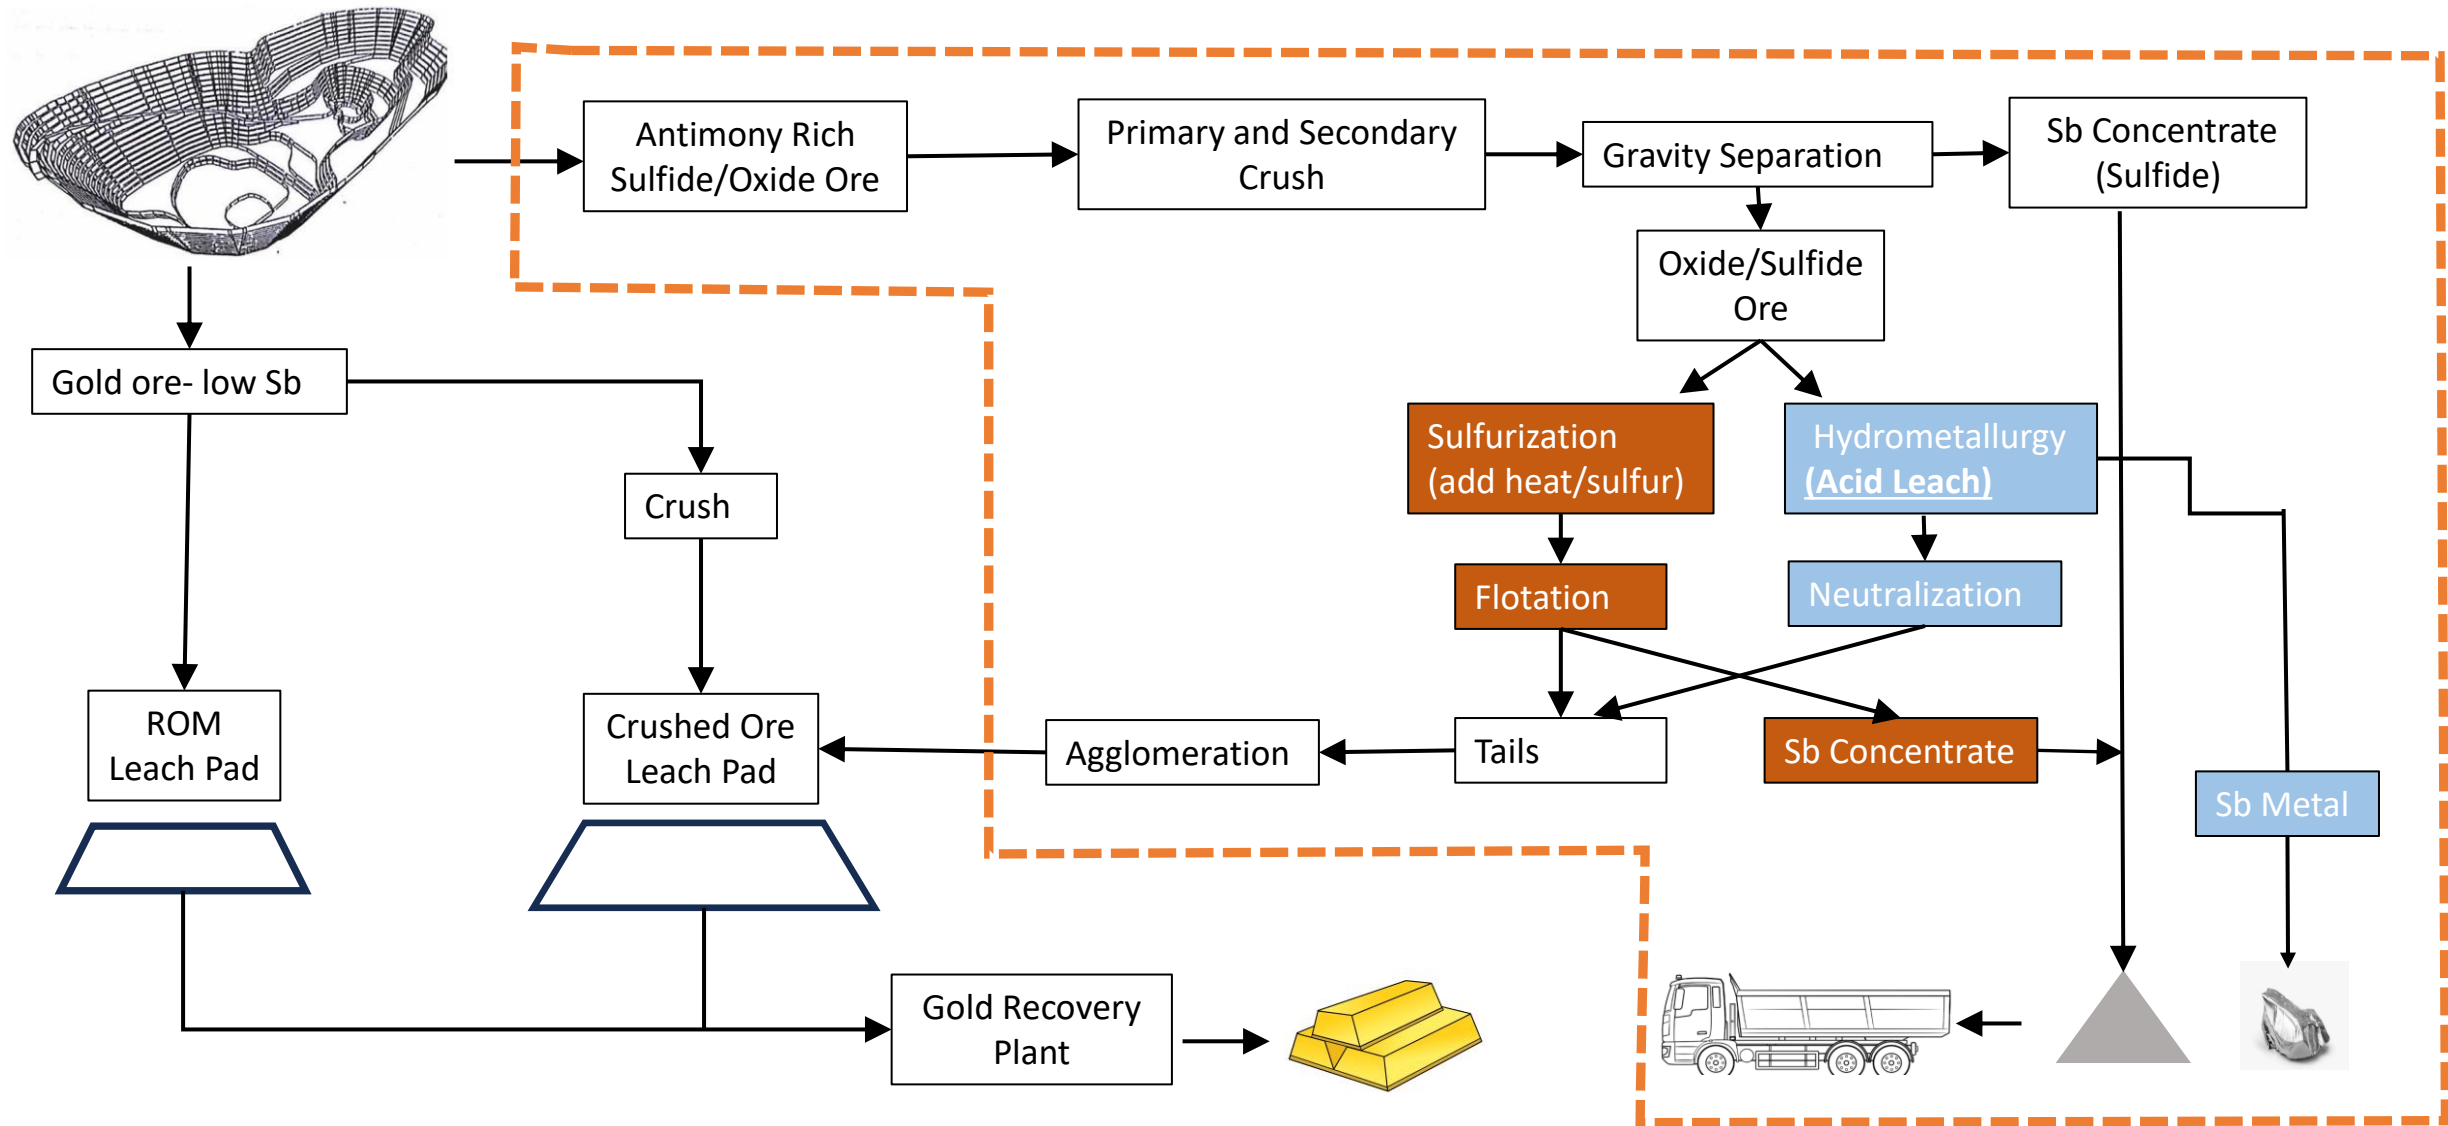 Antimony Rich
Sulfide/Oxide Ore
Primary and Secondary
Crush
Gravity Separation
Sb Concentrate
(Sulfide)
Oxide/Sulfide
Ore
Gold ore- low Sb
Sulfurization
(add heat/sulfur)
Hydrometallurgy
(Acid Leach)
Crush
Flotation
Neutralization
ROM
Leach Pad
Crushed Ore
Leach Pad
Agglomeration
Tails
Sb Concentrate
Sb Metal
Gold Recovery
Plant